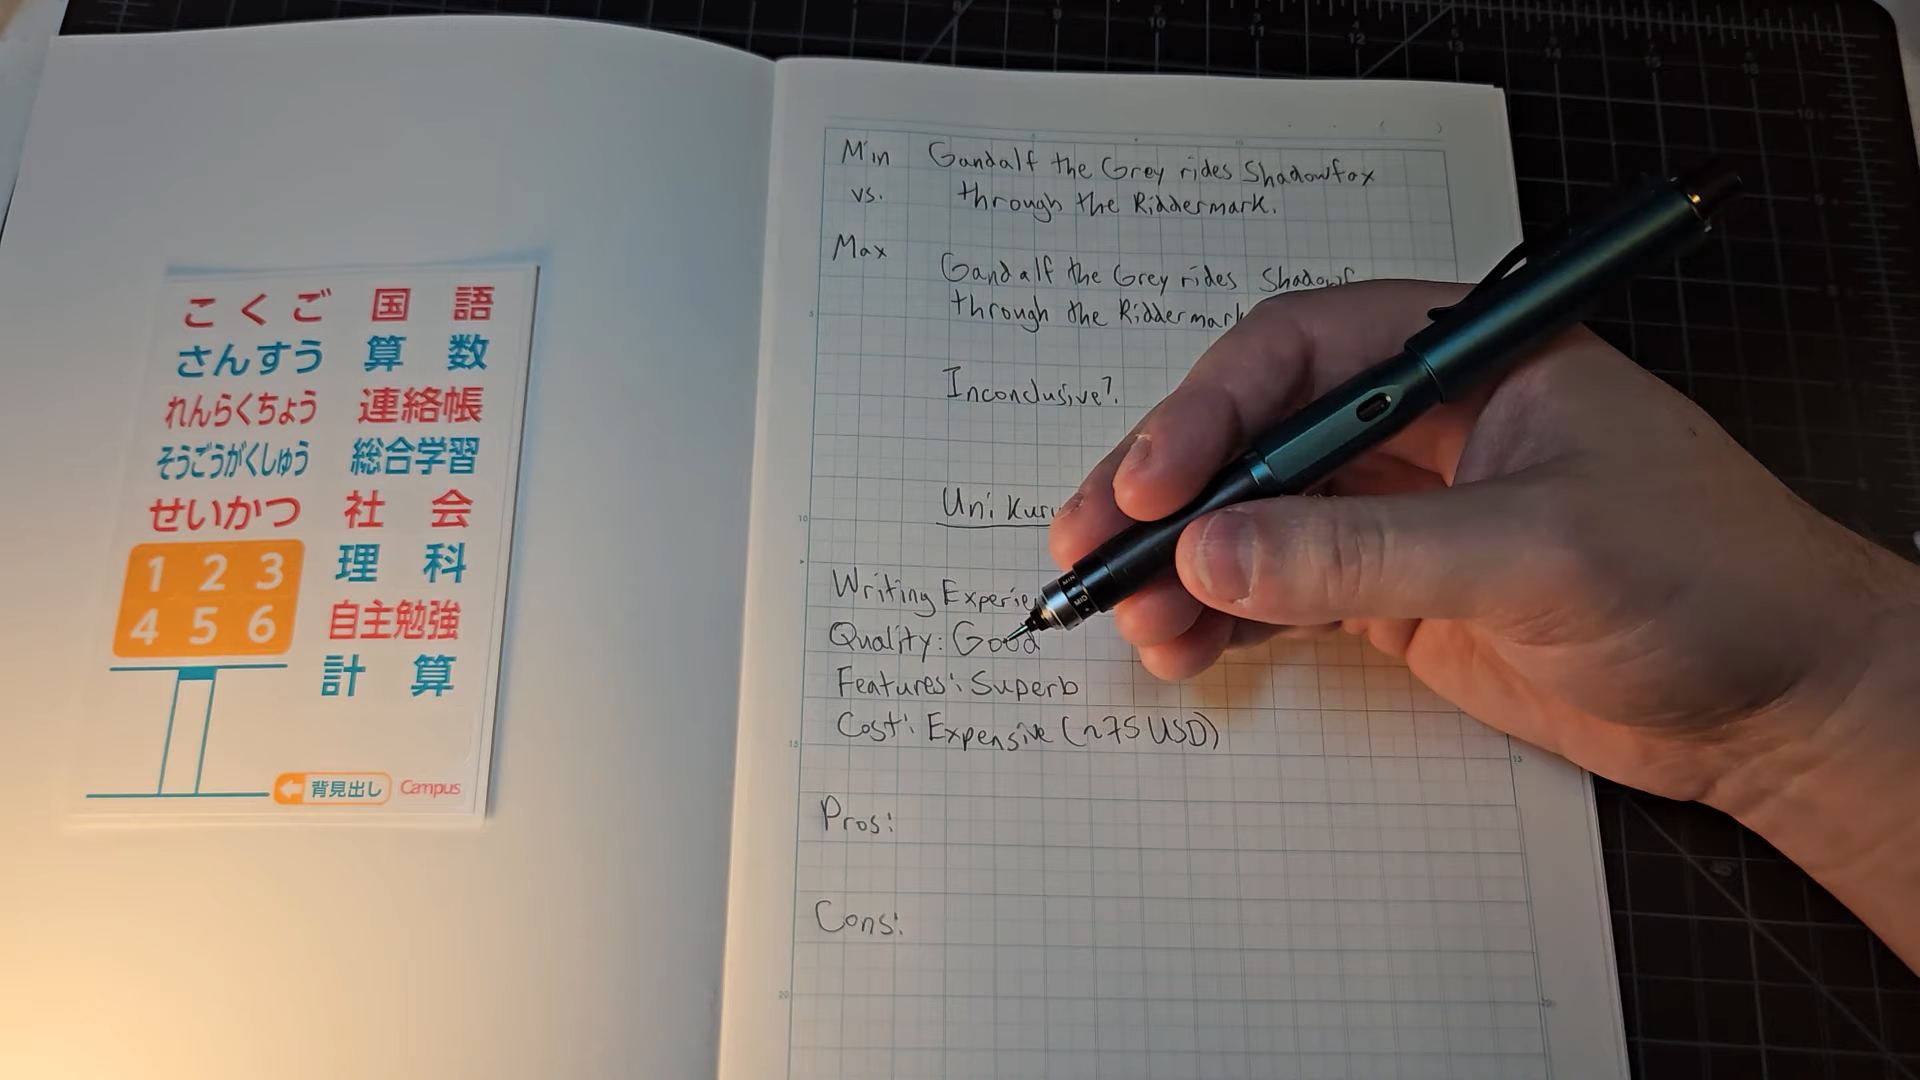 こくご 国 語
さんすう 算 数
れんらくちょう 連絡帳
そうごうがくしゅう 総合学習
せいかつ 社 会
1 2 3 理 科
4 5 6 自主勉強
計 算
背見出し Campus
Min Gandalf the Grey rides Shadowfax
vs. through the Riddermark.
Max Gandalf the Grey rides
through the Riddermark
Inconclusive?
Uni
Writing
Quality: Good
Features: Superb
Cost: Expensive (~75 USD)
Pros:
Cons:
MIN
MID